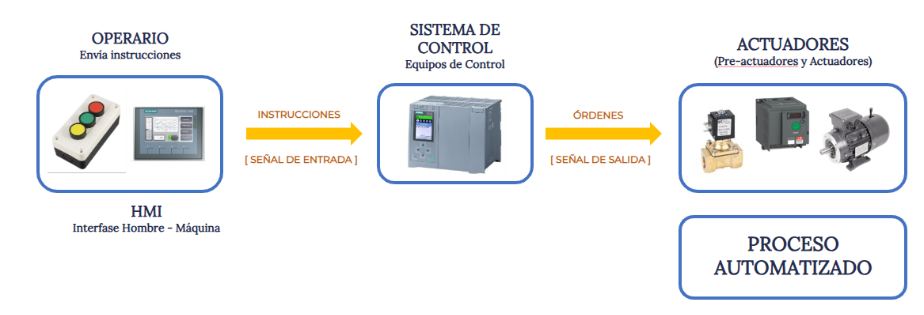 OPERARIO
Envía instrucciones
HMI
Interfase Hombre - Máquina
INSTRUCCIONES
[ SEÑAL DE ENTRADA ]
SISTEMA DE
CONTROL
Equipos de Control
ÓRDENES
[ SEÑAL DE SALIDA ]
ACTUADORES
(Pre-actuadores y Actuadores)
PROCESO
AUTOMATIZADO